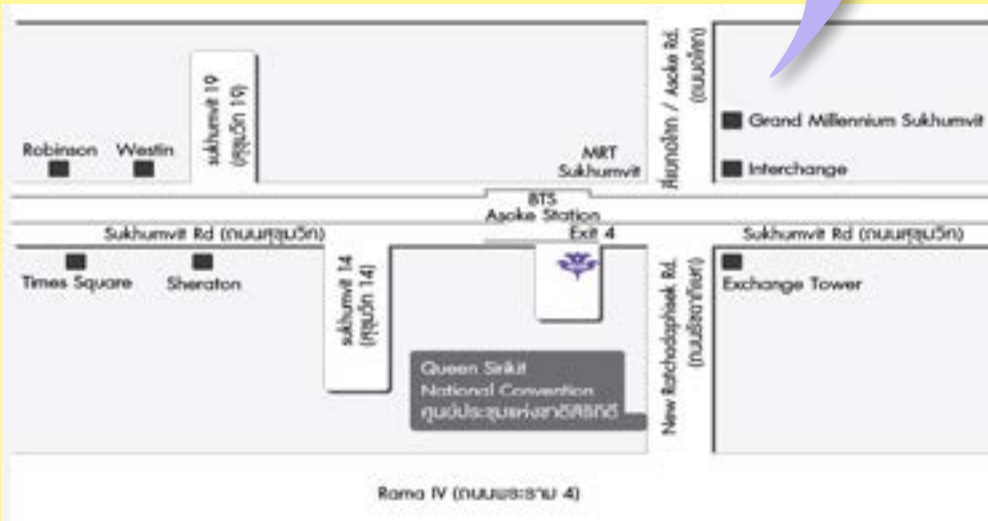 sukhumvit 19
(สุขุมวิท 19)
Robinson
Westin
MRT
Sukhumvit
สี่แยกอโศก / Asoke Rd.
(ถนนอโศก)
Grand Millennium Sukhumvit
Interchange
BTS
Asoke Station
Exit 4
Sukhumvit Rd (ถนนสุขุมวิท)
Sukhumvit Rd (ถนนสุขุมวิท)
Times Square
Sheraton
sukhumvit 14
(สุขุมวิท 14)
New Ratchadaphisek Rd.
(ถนนรัชดาภิเษก)
Exchange Tower
Queen Sirikit
National Convention
ศูนย์ประชุมแห่งชาติสิริกิติ์
Rama IV (ถนนพระราม 4)